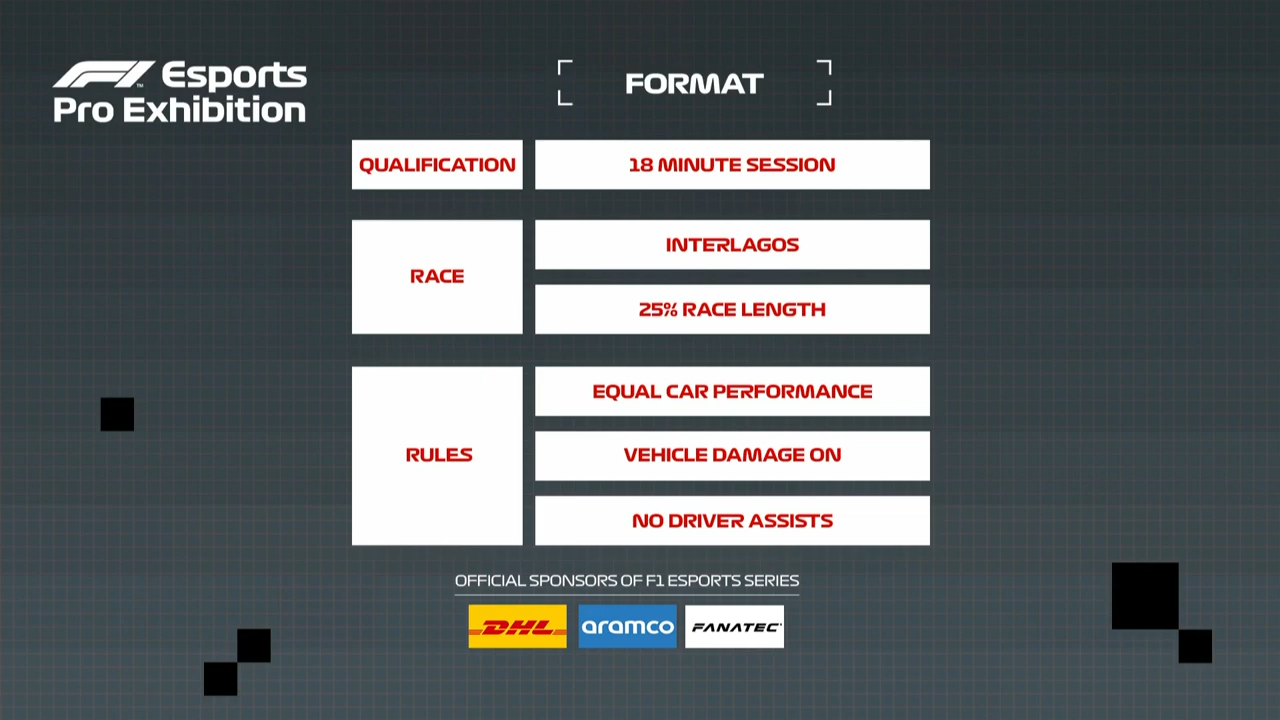 F1 Esports
Pro Exhibition
FORMAT
QUALIFICATION
18 MINUTE SESSION
RACE
INTERLAGOS
25% RACE LENGTH
RULES
EQUAL CAR PERFORMANCE
VEHICLE DAMAGE ON
NO DRIVER ASSISTS
OFFICIAL SPONSORS OF F1 ESPORTS SERIES
DHL
aramco
FANATEC